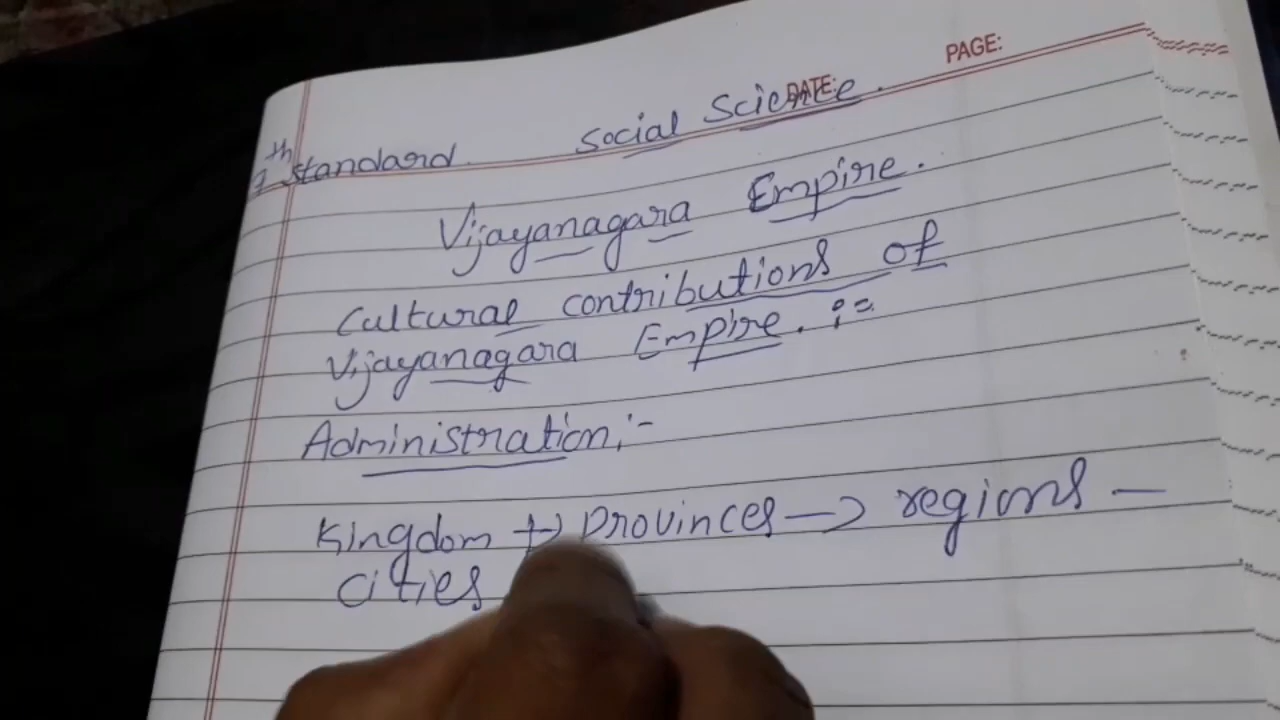 PAGE:
DATE:
7th Standard. Social Science.
Vijayanagara Empire.
Cultural contributions of
Vijayanagara Empire. :=
Administration:-
Kingdom → Provinces → regions —
cities